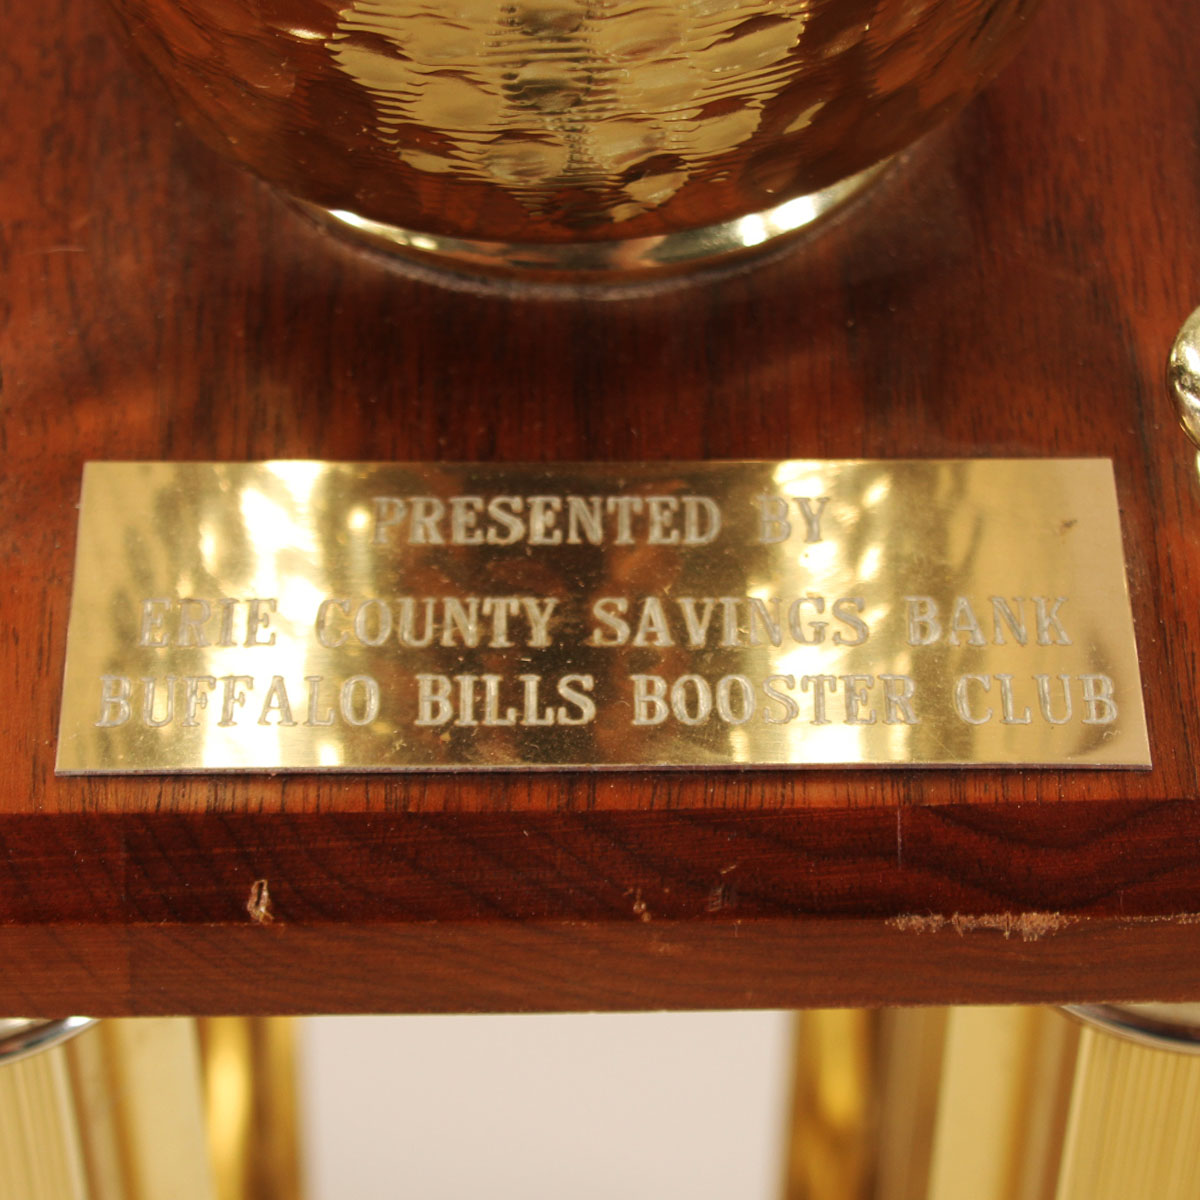 PRESENTED BY
ERIE COUNTY SAVINGS BANK
BUFFALO BILLS BOOSTER CLUB